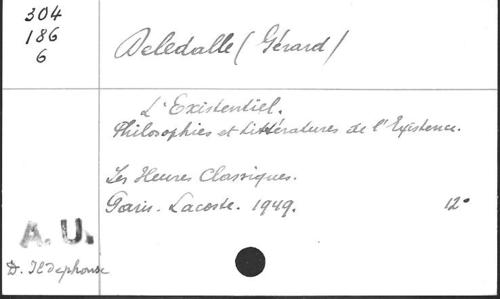 304
186
6
Deledalle (Gérard)
L'Existentiel.
Philosophies et Littératures de l'Existence.
Les Heures Classiques.
Paris. Lacoste. 1949. 12°
A.U.
D. Ildephonse